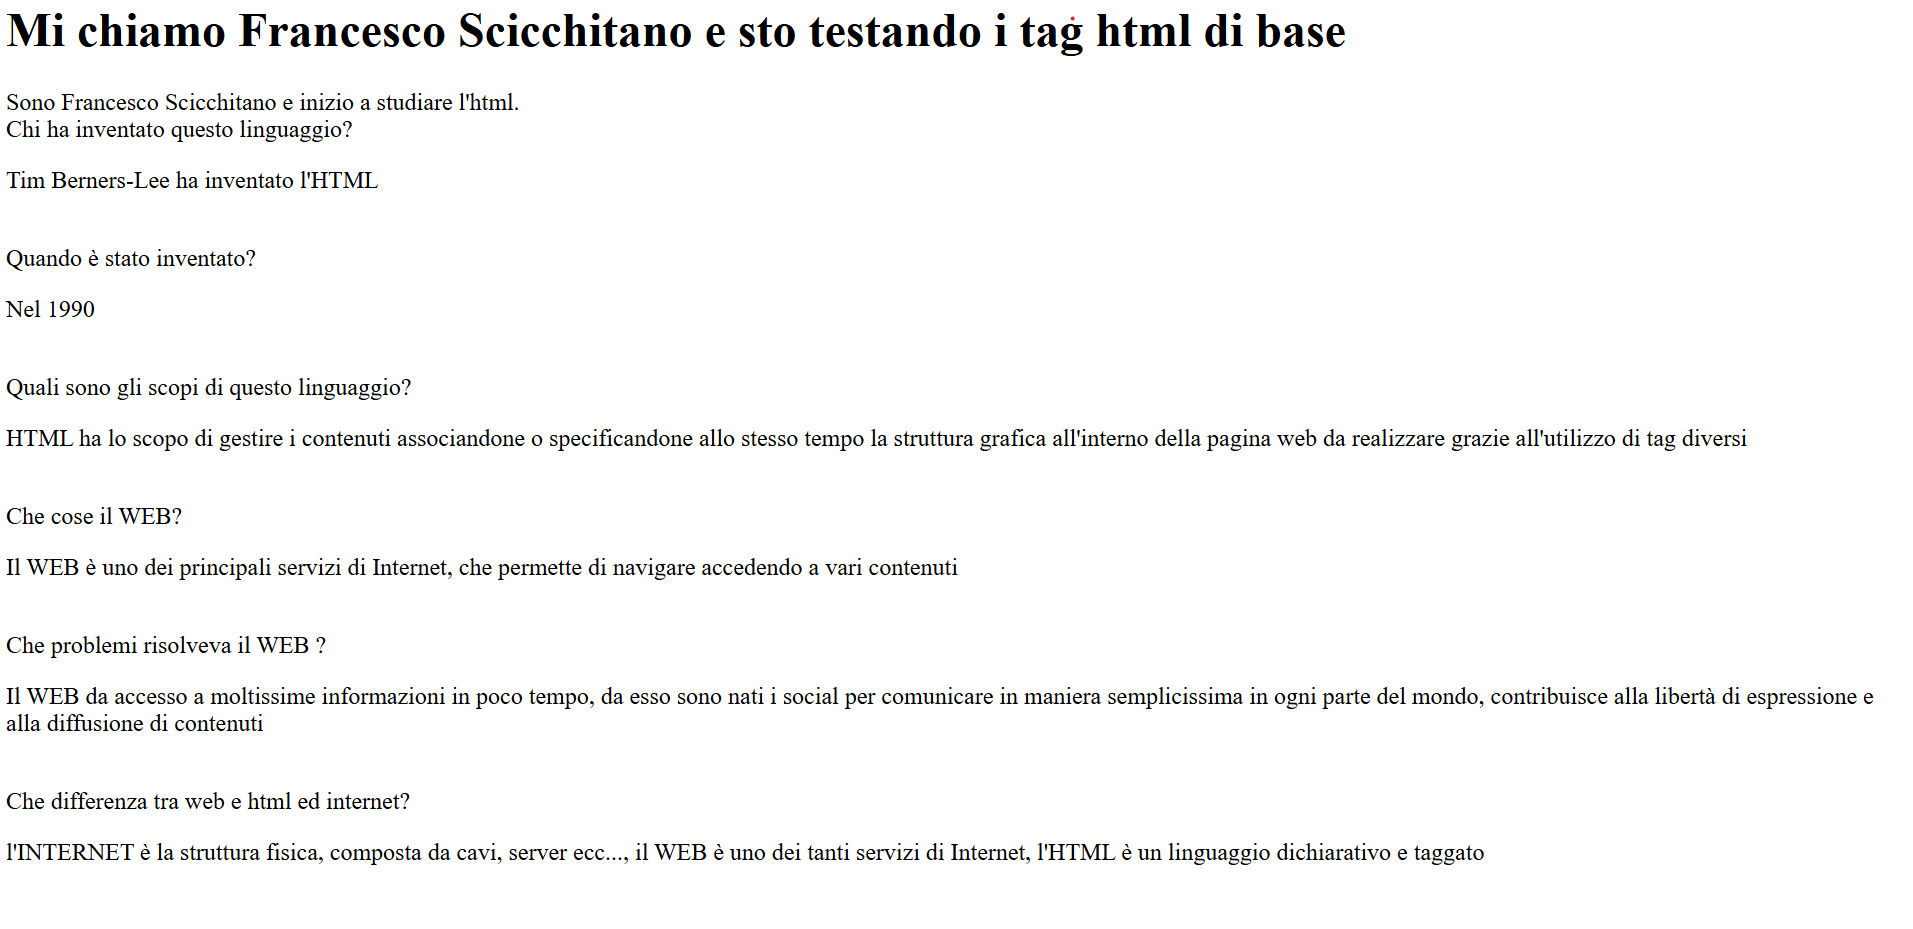 Mi chiamo Francesco Scicchitano e sto testando i tag html di base
Sono Francesco Scicchitano e inizio a studiare l'html.
Chi ha inventato questo linguaggio?
Tim Berners-Lee ha inventato l'HTML
Quando è stato inventato?
Nel 1990
Quali sono gli scopi di questo linguaggio?
HTML ha lo scopo di gestire i contenuti associandone o specificandone allo stesso tempo la struttura grafica all'interno della pagina web da realizzare grazie all'utilizzo di tag diversi
Che cose il WEB?
Il WEB è uno dei principali servizi di Internet, che permette di navigare accedendo a vari contenuti
Che problemi risolveva il WEB ?
Il WEB da accesso a moltissime informazioni in poco tempo, da esso sono nati i social per comunicare in maniera semplicissima in ogni parte del mondo, contribuisce alla libertà di espressione e
alla diffusione di contenuti
Che differenza tra web e html ed internet?
l'INTERNET è la struttura fisica, composta da cavi, server ecc..., il WEB è uno dei tanti servizi di Internet, l'HTML è un linguaggio dichiarativo e taggato